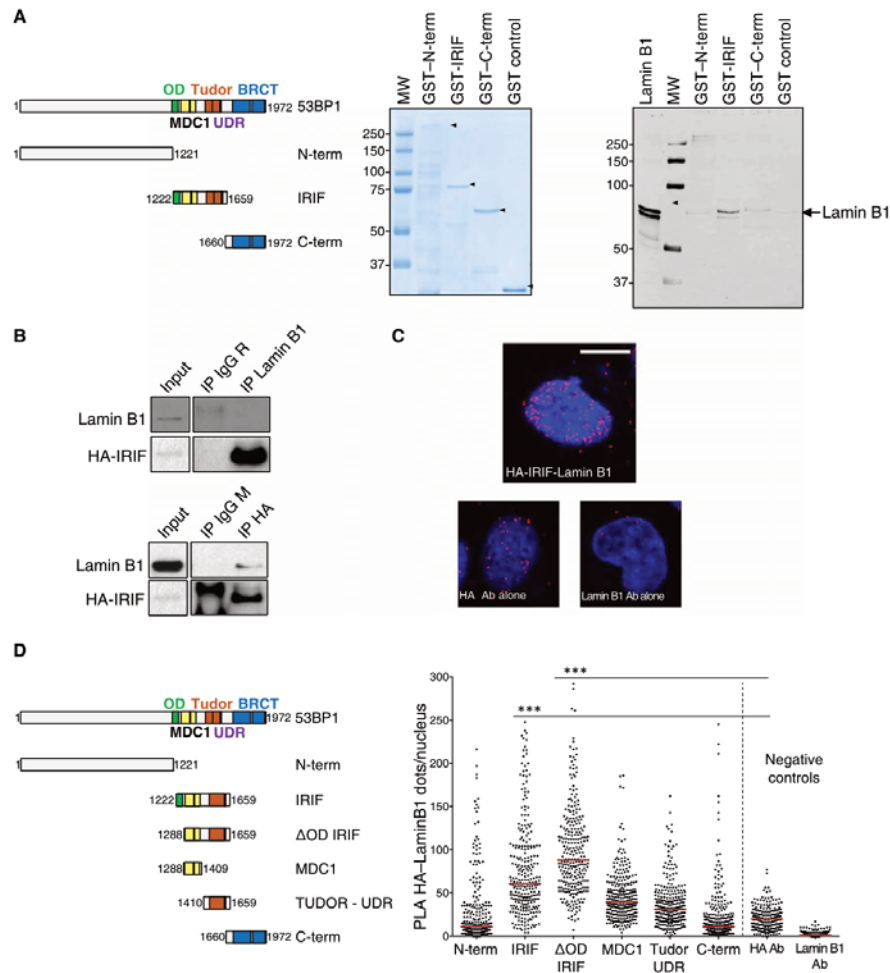 A
OD Tudor BRCT
1 1972 53BP1
MDC1 UDR
1 1221 N-term
1222 1659 IRIF
1660 1972 C-term
MW GST–N-term GST-IRIF GST–C-term GST control
250
150
100
75
50
37
Lamin B1 MW GST–N-term GST-IRIF GST–C-term GST control
250
150
100
50
37
Lamin B1
B
Input IP IgG R IP Lamin B1
Lamin B1
HA-IRIF
Input IP IgG M IP HA
Lamin B1
HA-IRIF
C
HA-IRIF-Lamin B1
HA Ab alone
Lamin B1 Ab alone
D
OD Tudor BRCT
1 1972 53BP1
MDC1 UDR
1 1221 N-term
1222 1659 IRIF
1288 1659 ΔOD IRIF
1288 1409 MDC1
1410 1659 TUDOR - UDR
1660 1972 C-term
PLA HA–LaminB1 dots/nucleus
300
250
200
150
100
50
0
***
***
Negative
controls
N-term IRIF ΔOD MDC1 Tudor C-term HA Ab Lamin B1
IRIF UDR Ab